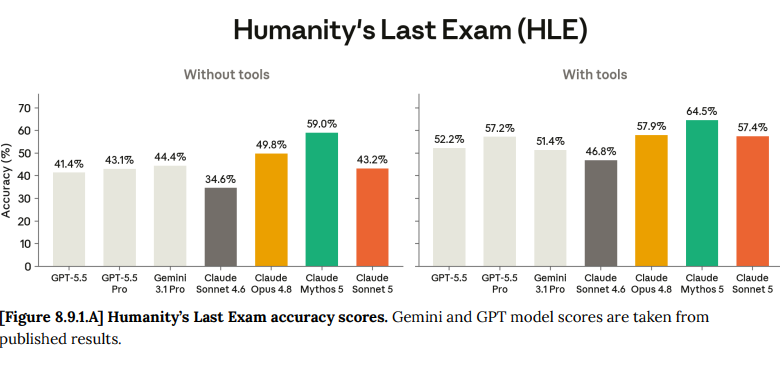 Humanity's Last Exam (HLE)
Without tools
With tools
Accuracy (%)
70
60
50
40
30
20
10
0
41.4%
43.1%
44.4%
34.6%
49.8%
59.0%
43.2%
GPT-5.5
GPT-5.5
Pro
Gemini
3.1 Pro
Claude
Sonnet 4.6
Claude
Opus 4.8
Claude
Mythos 5
Claude
Sonnet 5
52.2%
57.2%
51.4%
46.8%
57.9%
64.5%
57.4%
GPT-5.5
GPT-5.5
Pro
Gemini
3.1 Pro
Claude
Sonnet 4.6
Claude
Opus 4.8
Claude
Mythos 5
Claude
Sonnet 5
[Figure 8.9.1.A] Humanity's Last Exam accuracy scores. Gemini and GPT model scores are taken from
published results.